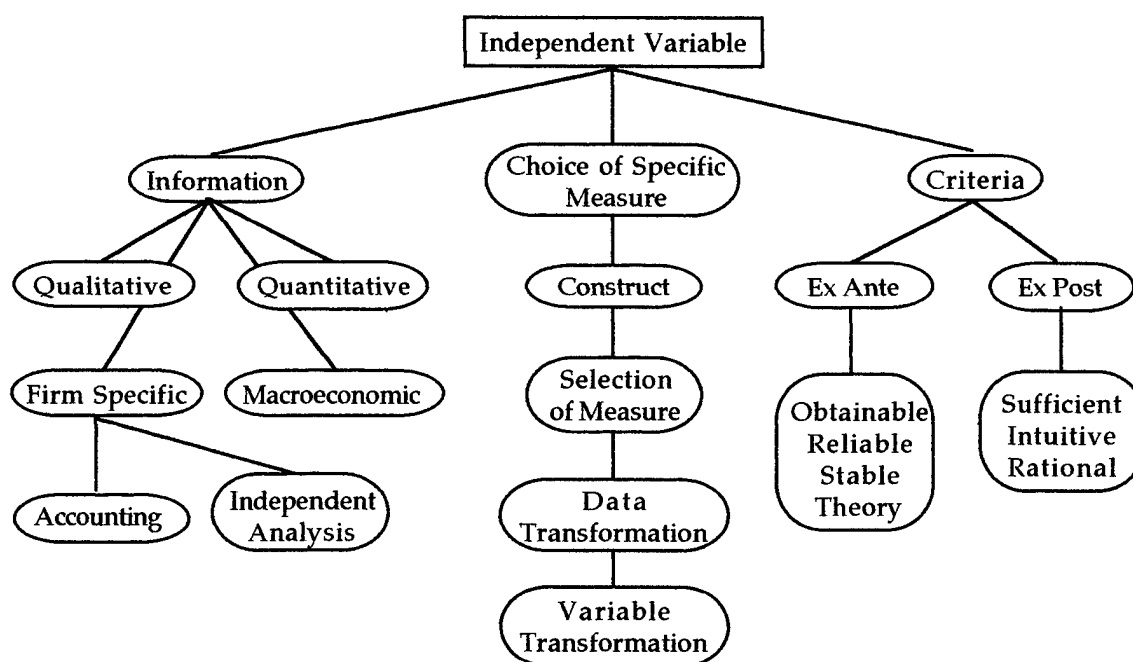 Independent Variable
Information
Choice of Specific
Measure
Criteria
Qualitative
Quantitative
Construct
Ex Ante
Ex Post
Firm Specific
Macroeconomic
Selection
of Measure
Obtainable
Reliable
Stable
Theory
Sufficient
Intuitive
Rational
Accounting
Independent
Analysis
Data
Transformation
Variable
Transformation